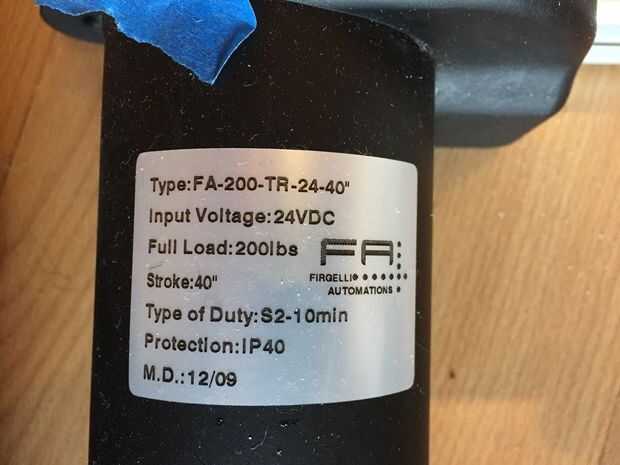 Type:FA-200-TR-24-40"
Input Voltage:24VDC
Full Load:200lbs
Stroke:40"
Type of Duty:S2-10min
Protection:IP40
M.D.:12/09
FA
FIRGELLI
AUTOMATIONS